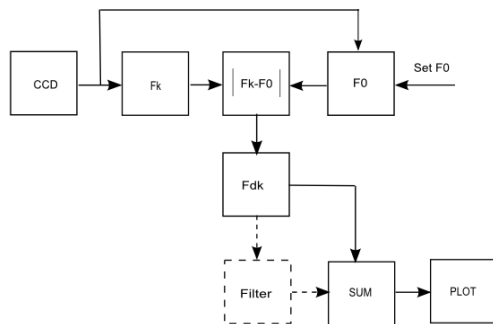 Set F0
CCD
Fk
|Fk-F0|
F0
Fdk
Filter
SUM
PLOT